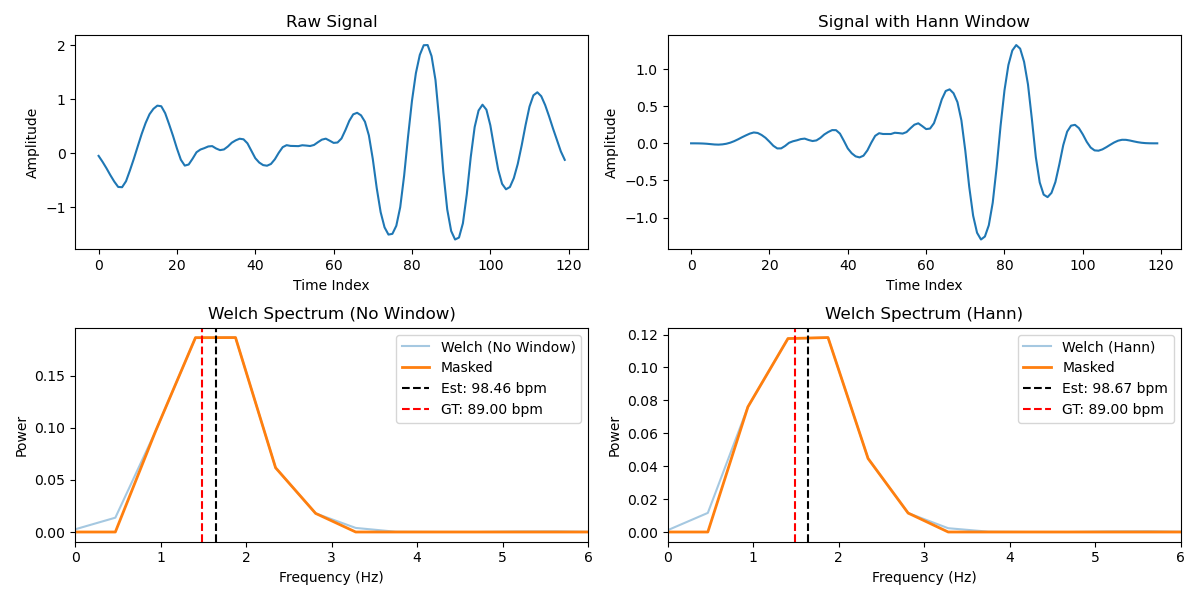 Raw Signal
Amplitude
2
1
0
−1
0 20 40 60 80 100 120
Time Index
Signal with Hann Window
Amplitude
1.0
0.5
0.0
−0.5
−1.0
0 20 40 60 80 100 120
Time Index
Welch Spectrum (No Window)
Power
0.15
0.10
0.05
0.00
Welch (No Window)
Masked
Est: 98.46 bpm
GT: 89.00 bpm
0 1 2 3 4 5 6
Frequency (Hz)
Welch Spectrum (Hann)
Power
0.12
0.10
0.08
0.06
0.04
0.02
0.00
Welch (Hann)
Masked
Est: 98.67 bpm
GT: 89.00 bpm
0 1 2 3 4 5 6
Frequency (Hz)